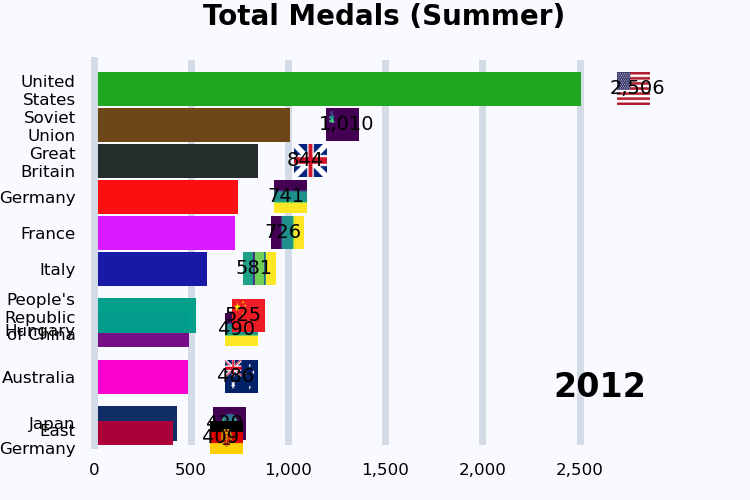 Total Medals (Summer)
United
States
2,506
Soviet
Union
1,010
Great
Britain
844
Germany
741
France
726
Italy
581
People's
Republic
of China
525
Hungary
490
Australia
486
2012
Japan
East
Germany
409
0 500 1,000 1,500 2,000 2,500